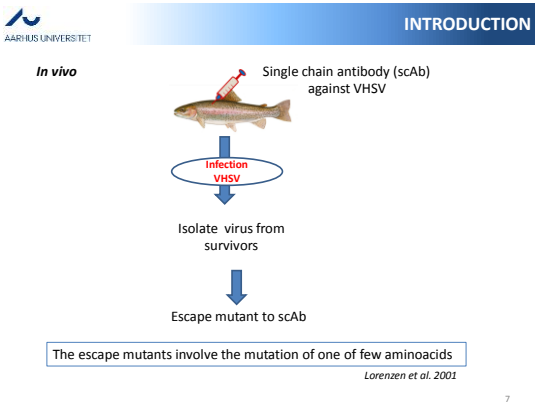 AARHUS UNIVERSITET
INTRODUCTION
In vivo
Single chain antibody (scAb)
against VHSV
Infection
VHSV
Isolate virus from
survivors
Escape mutant to scAb
The escape mutants involve the mutation of one of few aminoacids
Lorenzen et al. 2001
7